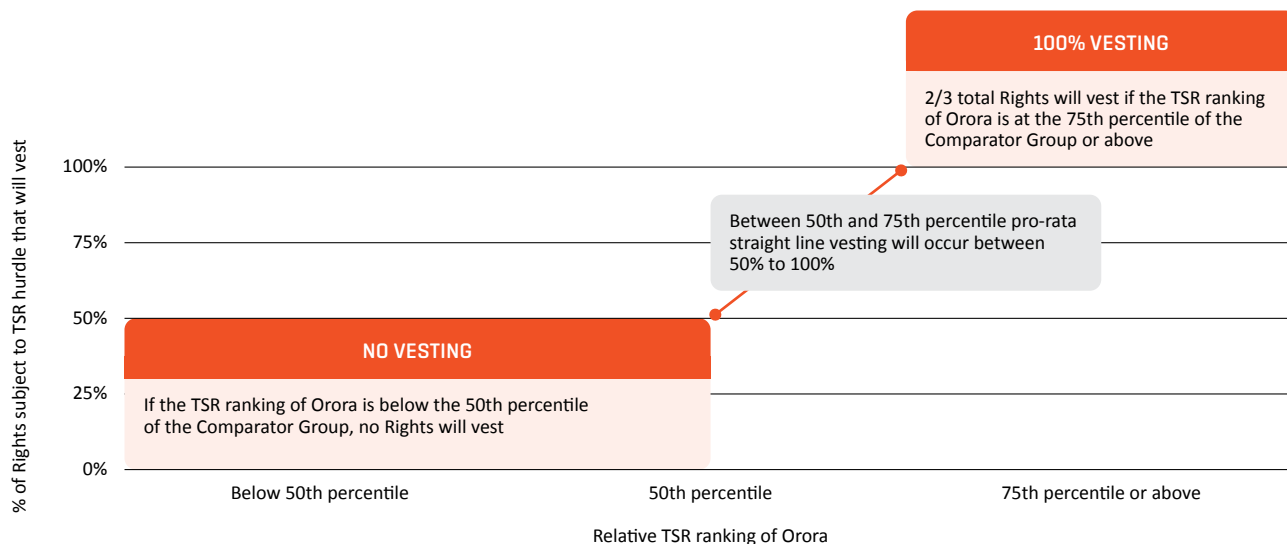 100% VESTING
2/3 total Rights will vest if the TSR ranking
of Orora is at the 75th percentile of the
Comparator Group or above
% of Rights subject to TSR hurdle that will vest
100%
75%
50%
25%
0%
Between 50th and 75th percentile pro-rata
straight line vesting will occur between
50% to 100%
NO VESTING
If the TSR ranking of Orora is below the 50th percentile
of the Comparator Group, no Rights will vest
Below 50th percentile
50th percentile
75th percentile or above
Relative TSR ranking of Orora